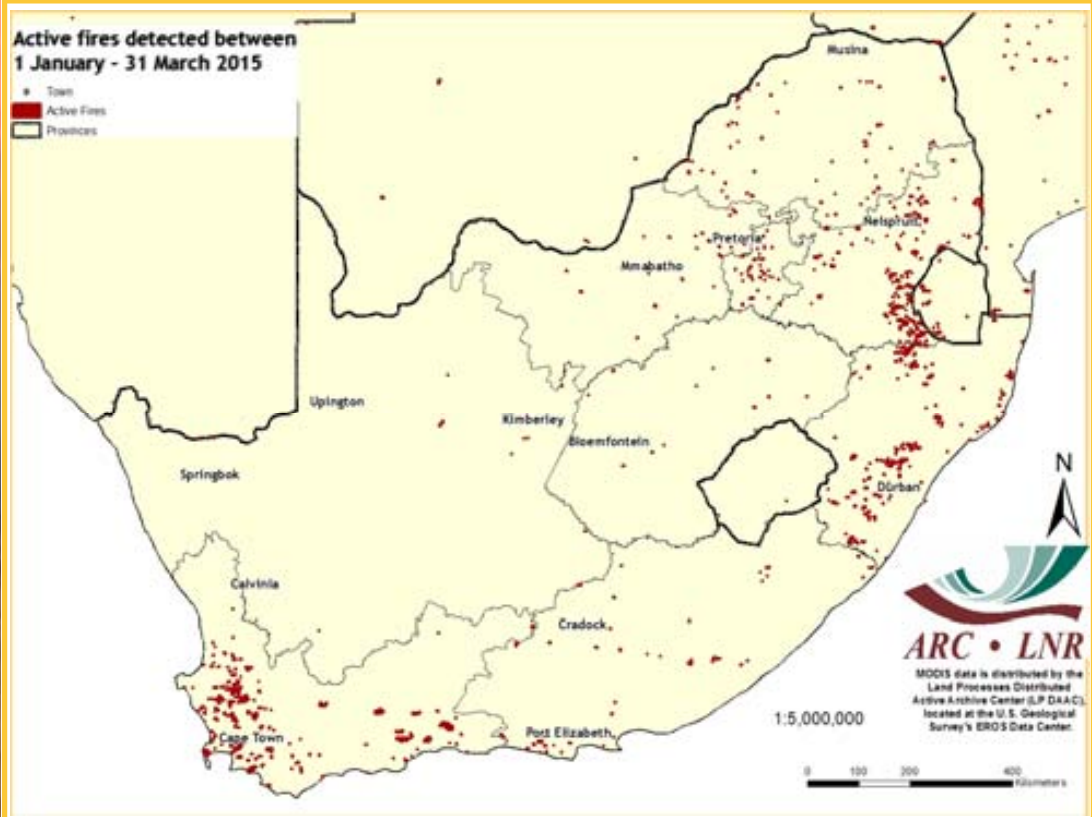 Active fires detected between
1 January - 31 March 2015
Town
Active Fires
Provinces
Musina
Nelspruit
Pretoria
Mmabatho
Upington
Kimberley
Bloemfontein
Springbok
Durban
N
Calvinia
Cradock
ARC • LNR
MODIS data is distributed by the
Land Processes Distributed
Active Archive Center (LP DAAC),
located at the U.S. Geological
Survey's EROS Data Center.
1:5,000,000
Cape Town
Port Elizabeth
0 100 200 400
Kilometers